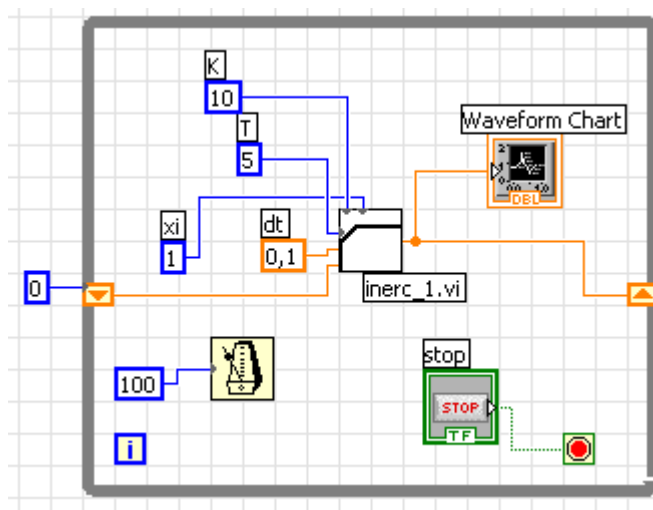 K
10
T
5
Waveform Chart
DBL
xi
1
dt
0,1
inerc_1.vi
0
100
stop
STOP
TF
i